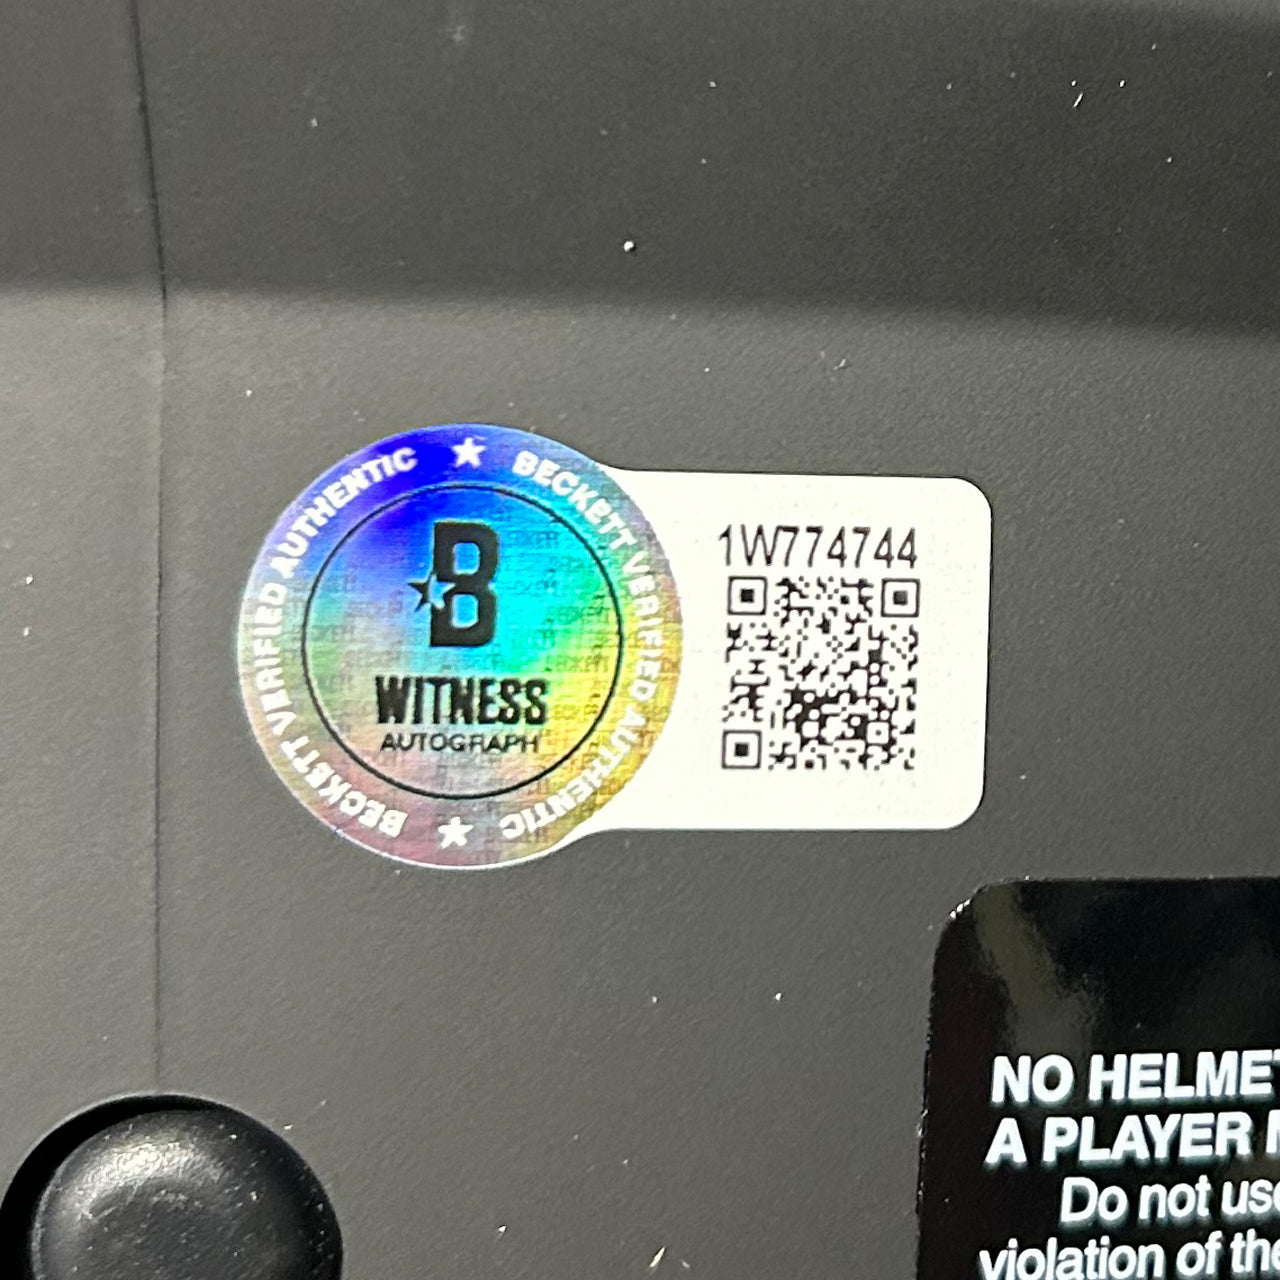 BECKETT VERIFIED AUTHENTIC ★ BECKETT VERIFIED AUTHENTIC ★
B
WITNESS
AUTOGRAPH
1W774744
NO HELMET
A PLAYER
Do not use
violation of the